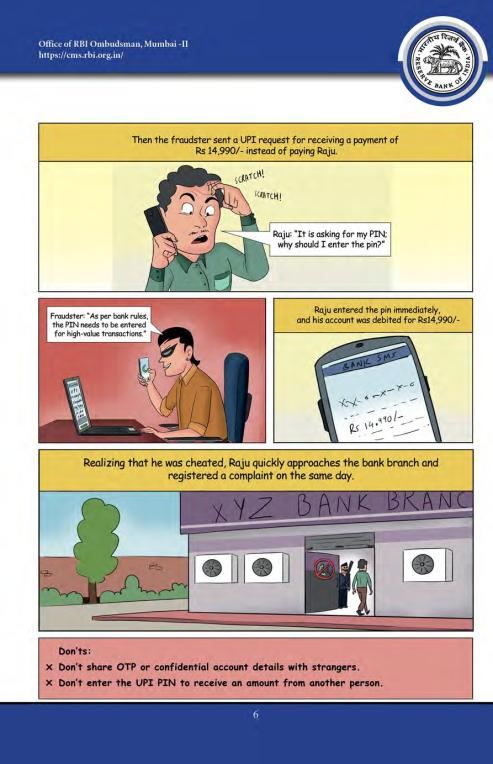 Office of RBI Ombudsman, Mumbai -II
https://cms.rbi.org.in/
भारतीय रिज़र्व बैंक
RESERVE BANK OF INDIA
Then the fraudster sent a UPI request for receiving a payment of
Rs 14,990/- instead of paying Raju.
SCRATCH!
SCRATCH!
Raju: "It is asking for my PIN;
why should I enter the pin?"
Fraudster: "As per bank rules,
the PIN needs to be entered
for high-value transactions."
Raju entered the pin immediately,
and his account was debited for Rs14,990/-
BANK SMS
Rs 14,990/-
Realizing that he was cheated, Raju quickly approaches the bank branch and
registered a complaint on the same day.
XYZ BANK BRANC
Don'ts:
× Don't share OTP or confidential account details with strangers.
× Don't enter the UPI PIN to receive an amount from another person.
6